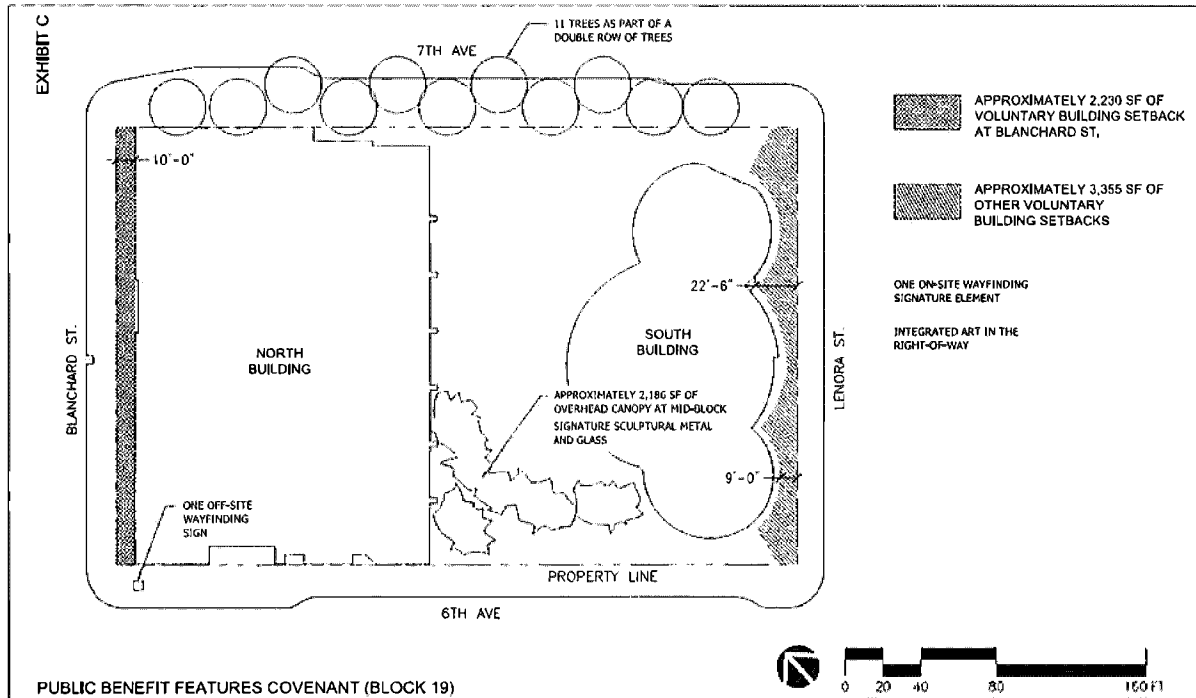 EXHIBIT C
11 TREES AS PART OF A
DOUBLE ROW OF TREES
7TH AVE
10'-0"
22'-6"
9'-0"
BLANCHARD ST.
LENORA ST.
NORTH
BUILDING
SOUTH
BUILDING
APPROXIMATELY 2,186 SF OF
OVERHEAD CANOPY AT MID-BLOCK
SIGNATURE SCULPTURAL METAL
AND GLASS
ONE OFF-SITE
WAYFINDING
SIGN
PROPERTY LINE
6TH AVE
APPROXIMATELY 2,230 SF OF
VOLUNTARY BUILDING SETBACK
AT BLANCHARD ST.
APPROXIMATELY 3,355 SF OF
OTHER VOLUNTARY
BUILDING SETBACKS
ONE ON-SITE WAYFINDING
SIGNATURE ELEMENT
INTEGRATED ART IN THE
RIGHT-OF-WAY
PUBLIC BENEFIT FEATURES COVENANT (BLOCK 19)
0 20 40 80 160 FT